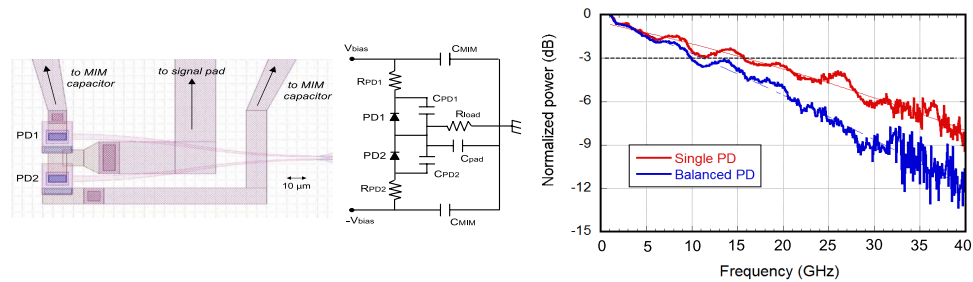 to MIM
capacitor
to signal pad
to MIM
capacitor
PD1
PD2
10 µm
Vbias
CMIM
RPD1
CPD1
PD1
Rload
PD2
Cpad
CPD2
RPD2
-Vbias
CMIM
Normalized power (dB)
0
-3
-6
-9
-12
-15
Single PD
Balanced PD
0 5 10 15 20 25 30 35 40
Frequency (GHz)